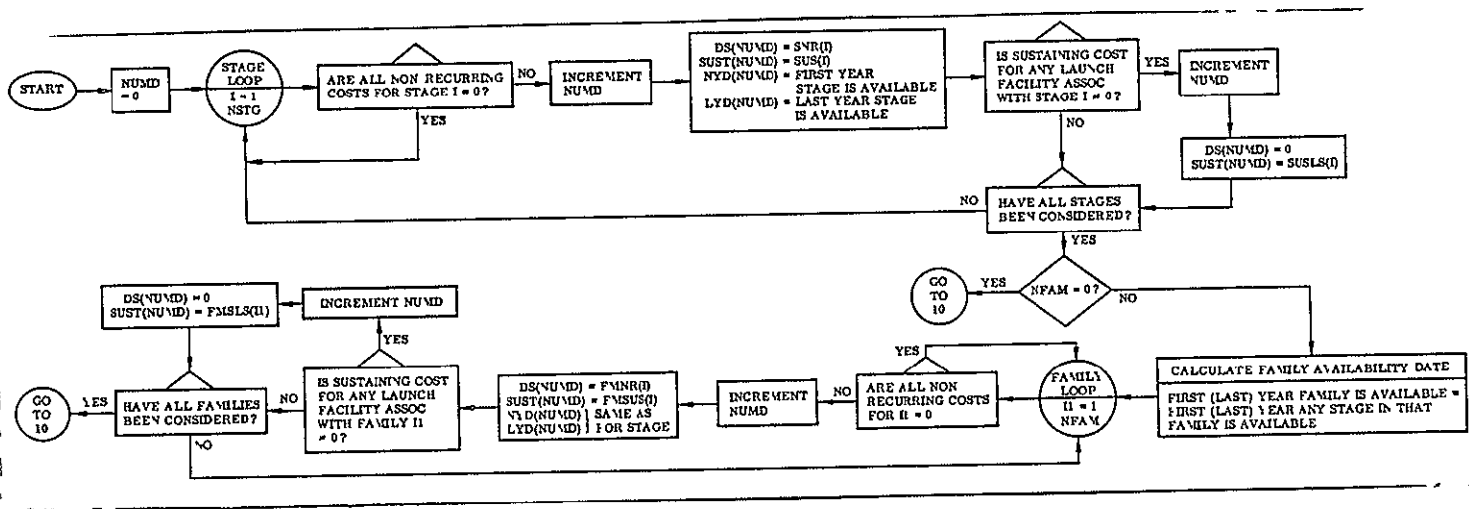 START
NUMD
= 0
STAGE
LOOP
I = 1
NSTG
ARE ALL NON RECURRING
COSTS FOR STAGE I = 0?
NO
YES
INCREMENT
NUMD
DS(NUMD) = SNR(I)
SUST(NUMD) = SUS(I)
NYD(NUMD) = FIRST YEAR
STAGE IS AVAILABLE
LYD(NUMD) = LAST YEAR STAGE
IS AVAILABLE
IS SUSTAINING COST
FOR ANY LAUNCH
FACILITY ASSOC
WITH STAGE I ≠ 0?
YES
NO
INCREMENT
NUMD
DS(NUMD) = 0
SUST(NUMD) = SUSLS(I)
HAVE ALL STAGES
BEEN CONSIDERED?
NO
YES
NFAM = 0?
YES
NO
GO
TO
10
CALCULATE FAMILY AVAILABILITY DATE
FIRST (LAST) YEAR FAMILY IS AVAILABLE =
FIRST (LAST) YEAR ANY STAGE IN THAT
FAMILY IS AVAILABLE
FAMILY
LOOP
I1 = 1
NFAM
YES
ARE ALL NON
RECURRING COSTS
FOR I1 = 0
NO
INCREMENT
NUMD
DS(NUMD) = FMNR(I)
SUST(NUMD) = FMSUS(I)
NYD(NUMD) } SAME AS
LYD(NUMD) } FOR STAGE
IS SUSTAINING COST
FOR ANY LAUNCH
FACILITY ASSOC
WITH FAMILY I1
≠ 0?
YES
NO
INCREMENT NUMD
DS(NUMD) = 0
SUST(NUMD) = FMSLS(I1)
HAVE ALL FAMILIES
BEEN CONSIDERED?
YES
NO
GO
TO
10